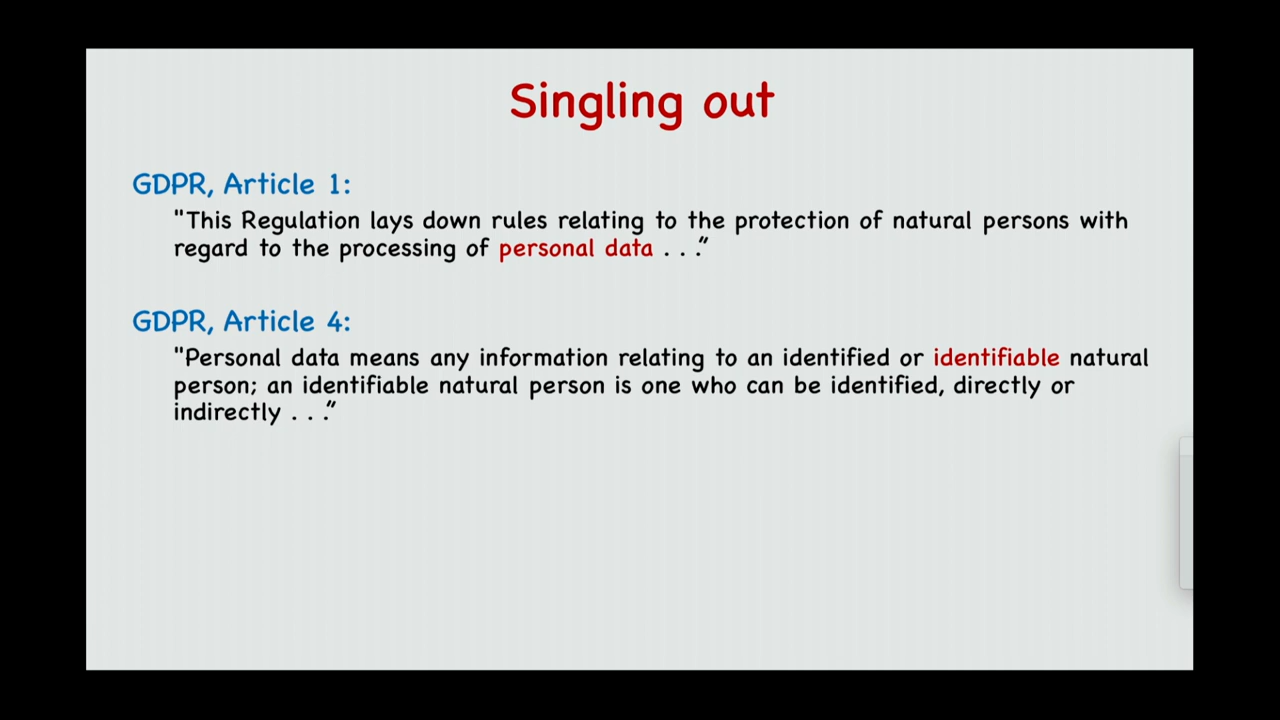 Singling out
GDPR, Article 1:
"This Regulation lays down rules relating to the protection of natural persons with
regard to the processing of personal data . . ."
GDPR, Article 4:
"Personal data means any information relating to an identified or identifiable natural
person; an identifiable natural person is one who can be identified, directly or
indirectly . . ."